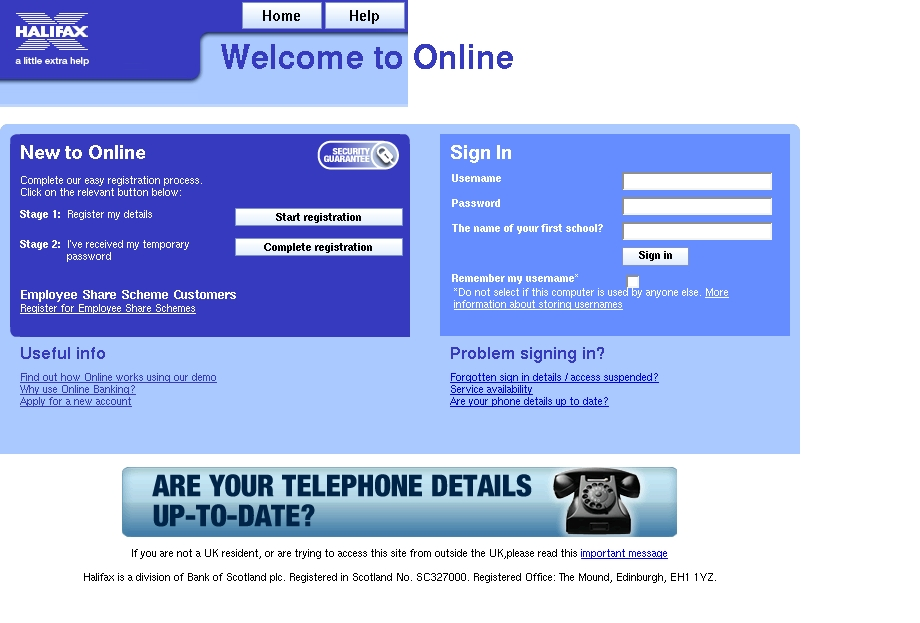 Home
Help
HALIFAX
a little extra help
Welcome to Online
New to Online
SECURITY
GUARANTEE
Complete our easy registration process.
Click on the relevant button below:
Stage 1: Register my details
Start registration
Stage 2: I've received my temporary
password
Complete registration
Employee Share Scheme Customers
Register for Employee Share Schemes
Sign In
Username
Password
The name of your first school?
Sign in
Remember my username*
*Do not select if this computer is used by anyone else. More
information about storing usernames
Useful info
Find out how Online works using our demo
Why use Online Banking?
Apply for a new account
Problem signing in?
Forgotten sign in details / access suspended?
Service availability
Are your phone details up to date?
ARE YOUR TELEPHONE DETAILS
UP-TO-DATE?
If you are not a UK resident, or are trying to access this site from outside the UK,please read this important message
Halifax is a division of Bank of Scotland plc. Registered in Scotland No. SC327000. Registered Office: The Mound, Edinburgh, EH1 1YZ.